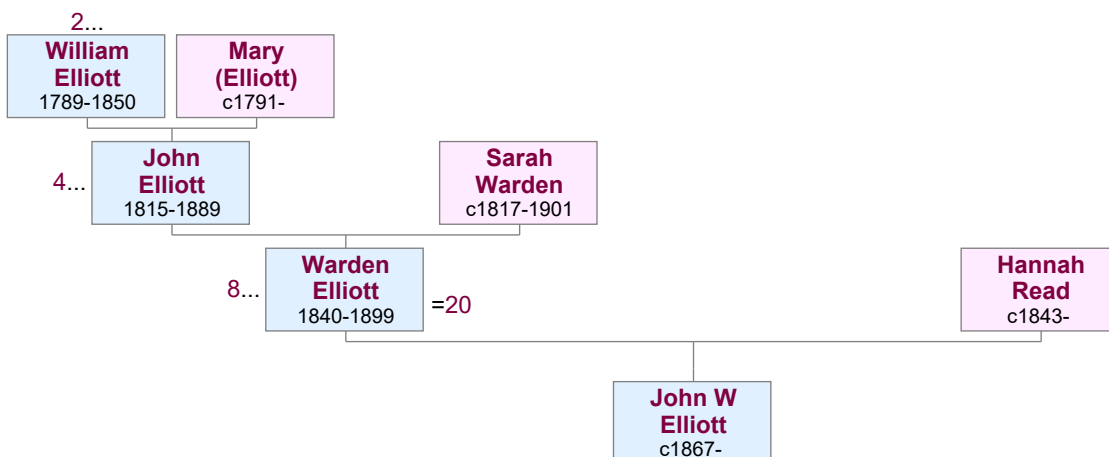 2...
William
Elliott
1789-1850
Mary
(Elliott)
c1791-
4...
John
Elliott
1815-1889
Sarah
Warden
c1817-1901
8...
Warden
Elliott
1840-1899
=20
Hannah
Read
c1843-
John W
Elliott
c1867-